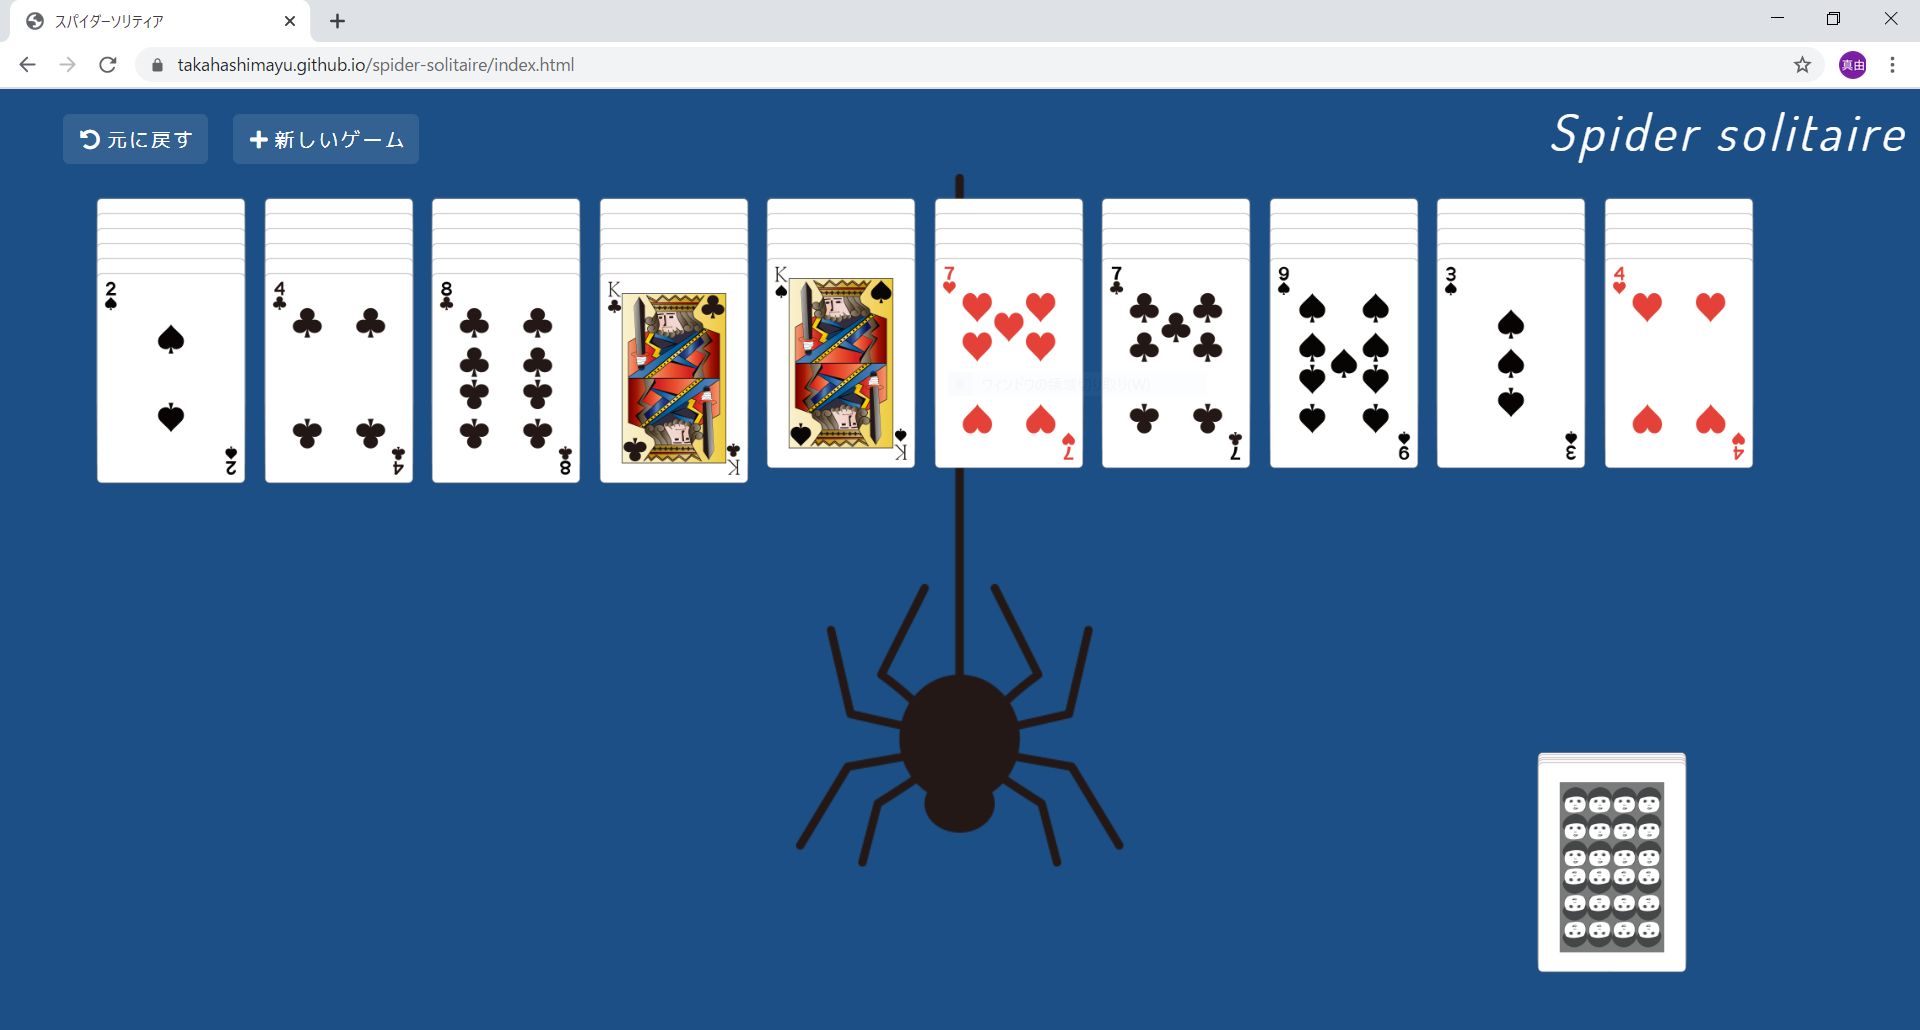 スパイダーソリティア
takahashimayu.github.io/spider-solitaire/index.html
真由
元に戻す
新しいゲーム
Spider solitaire
2 4 8 K K 7 7 9 3 4
2 4 8 K K 7 7 9 3 4